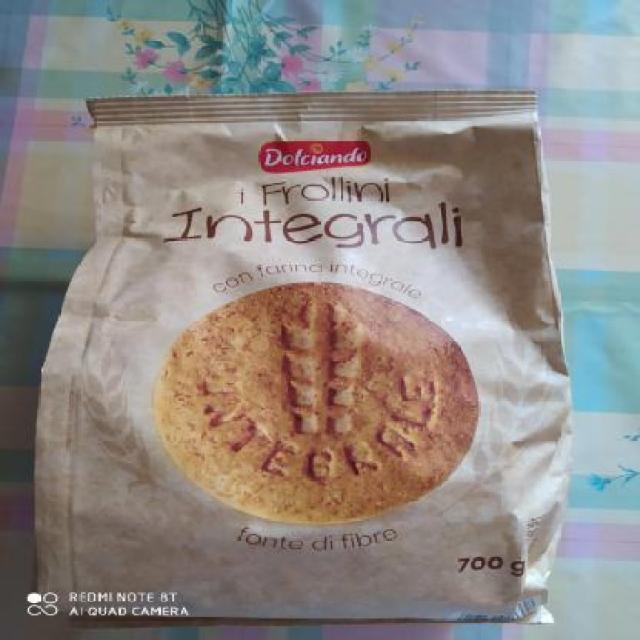 Dolciando
i Frollini
Integrali
con farina integrale
INTEGRALE
fonte di fibre
700 g
REDMI NOTE 8T
AI QUAD CAMERA